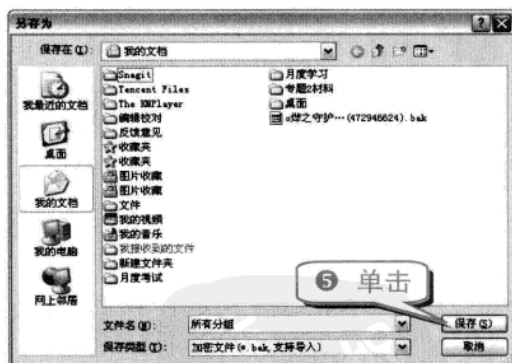 另存为
保存在(I):
我的文档
我最近的文档
桌面
我的文档
我的电脑
网上邻居
Snagit
Tencent Files
The KMPlayer
编辑校对
反馈意见
收藏夹
收藏夹
图片收藏
图片收藏
文件
我的视频
我的音乐
我接收到的文件
新建文件夹
月度考试
月度学习
专题2材料
桌面
(472946624).bak
❺ 单击
文件名(N):
所有分组
保存(S)
保存类型(T):
加密文件(*.bak,支持导入)
取消